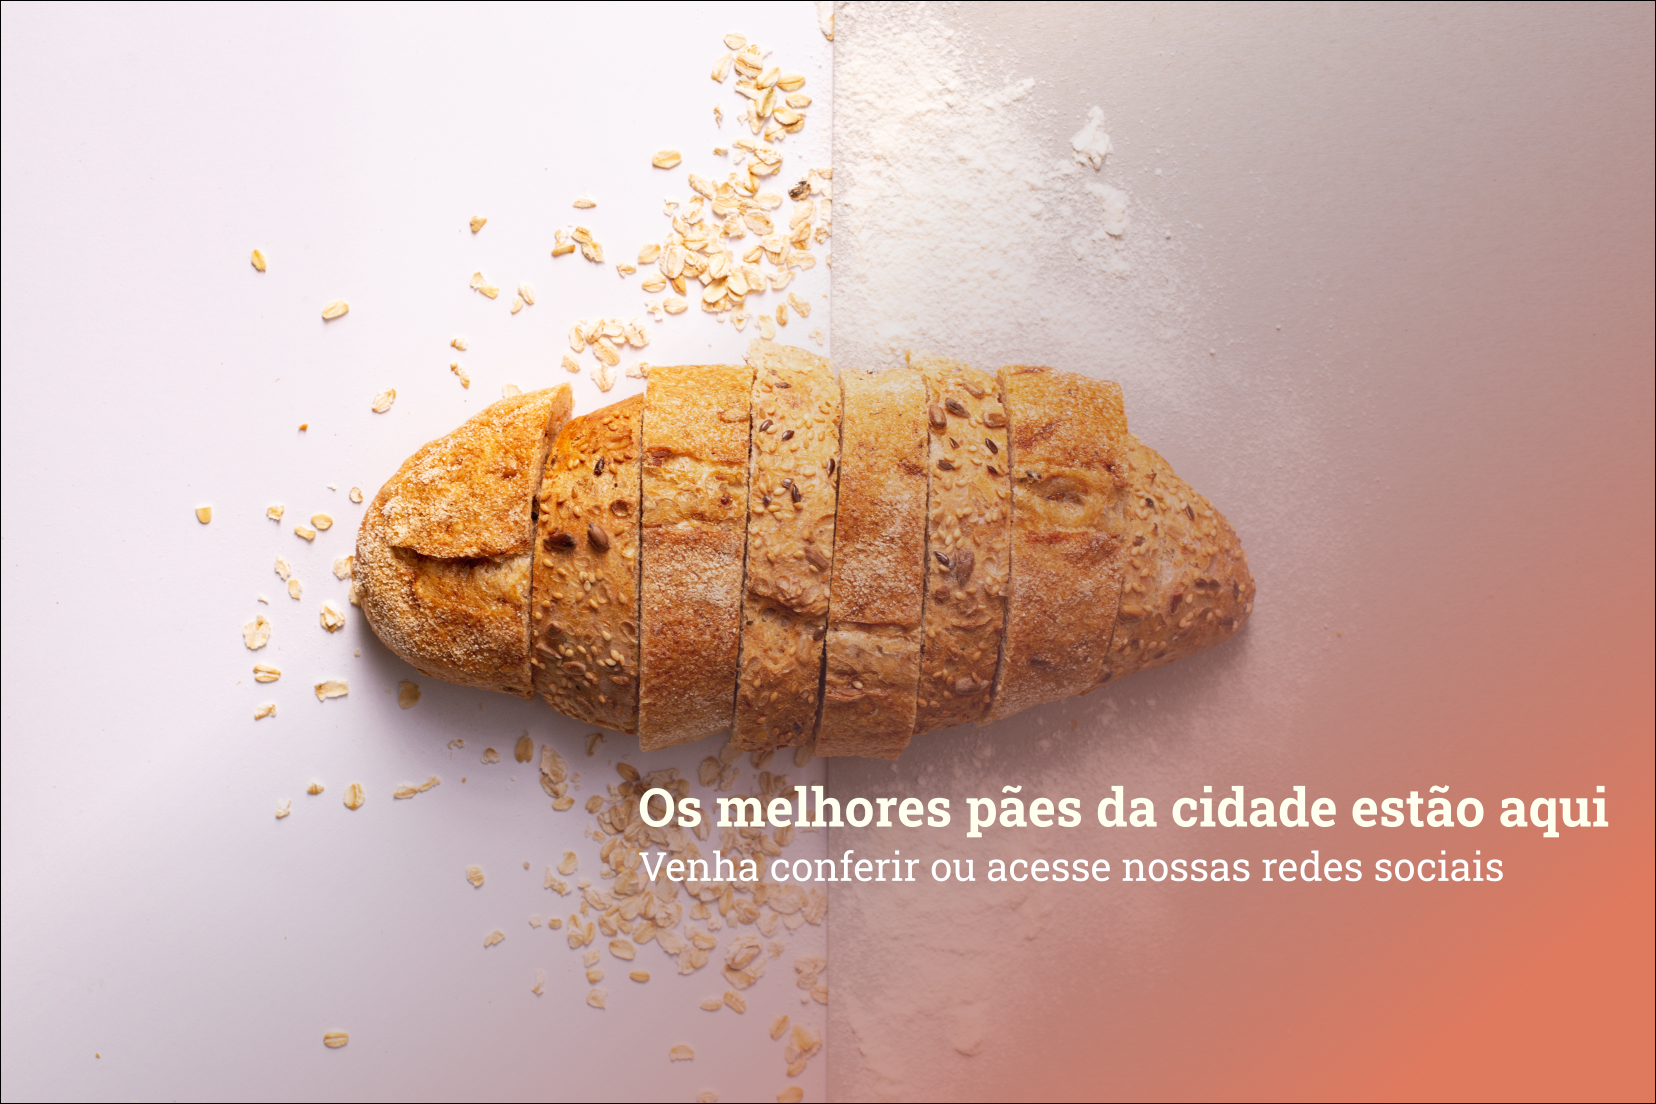 Os melhores pães da cidade estão aqui
Venha conferir ou acesse nossas redes sociais